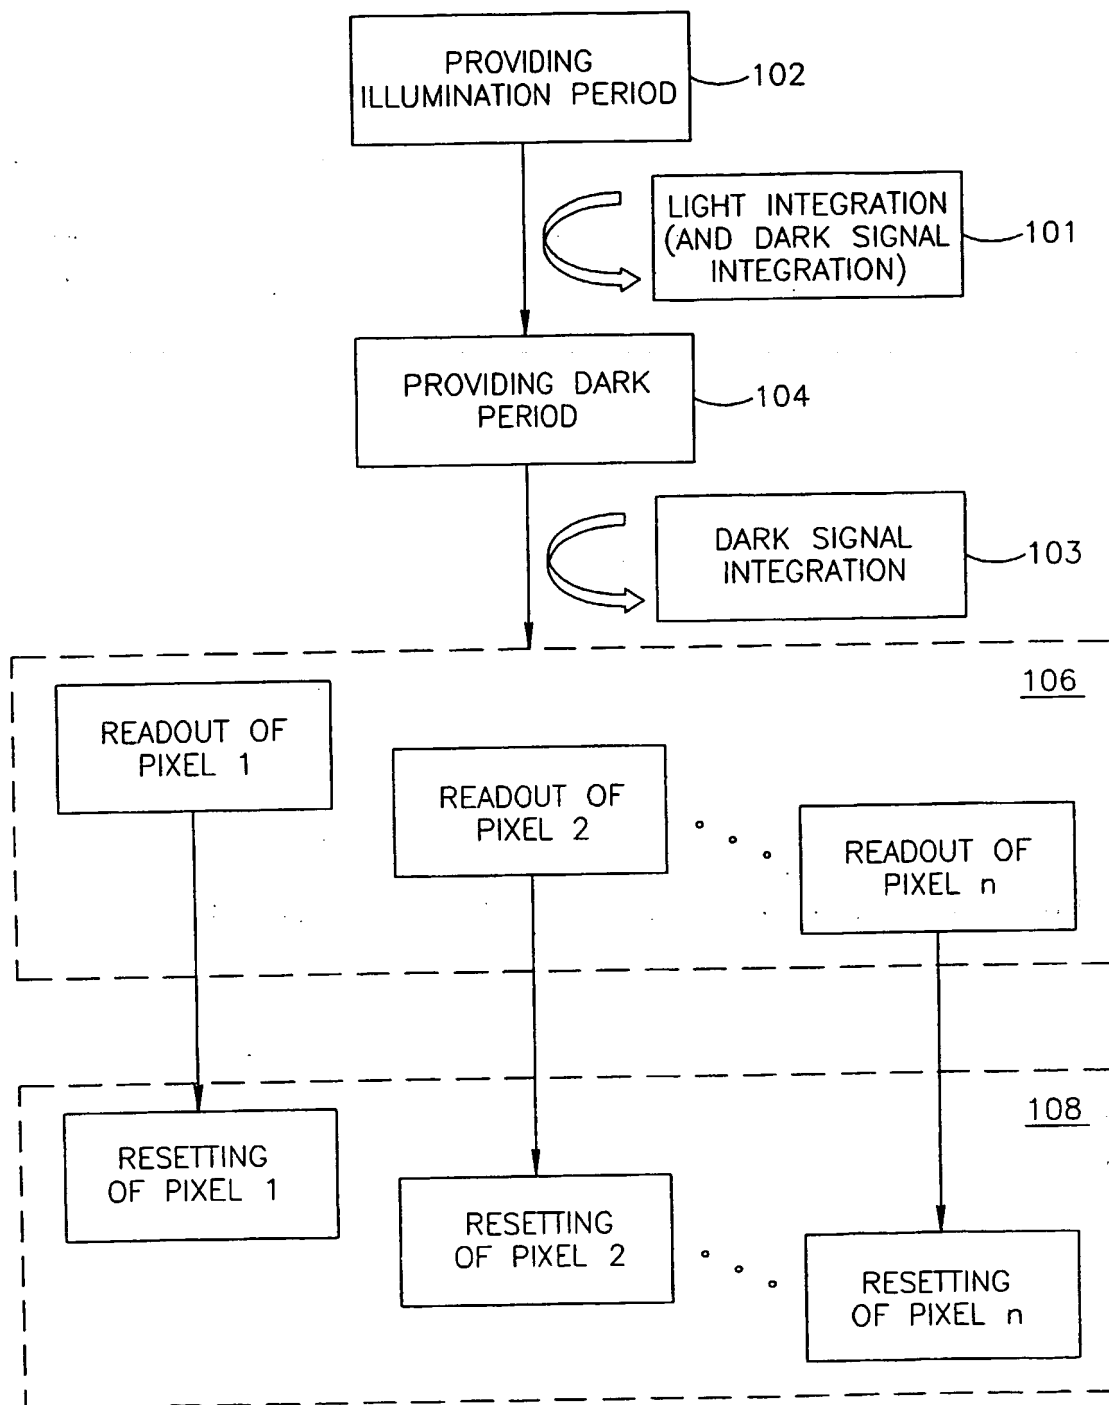 PROVIDING
ILLUMINATION PERIOD
102
LIGHT INTEGRATION
(AND DARK SIGNAL
INTEGRATION)
101
PROVIDING DARK
PERIOD
104
DARK SIGNAL
INTEGRATION
103
106
READOUT OF
PIXEL 1
READOUT OF
PIXEL 2
READOUT OF
PIXEL n
108
RESETTING
OF PIXEL 1
RESETTING
OF PIXEL 2
RESETTING
OF PIXEL n